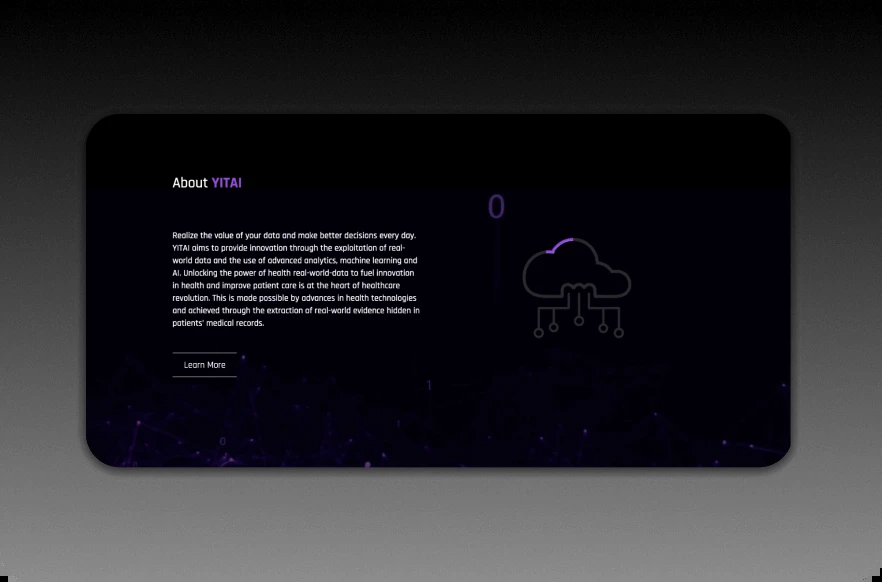 About YITAI
0
Realize the value of your data and make better decisions every day.
YITAI aims to provide innovation through the exploitation of real-
world data and the use of advanced analytics, machine learning and
AI. Unlocking the power of health real-world-data to fuel innovation
in health and improve patient care is at the heart of healthcare
revolution. This is made possible by advances in health technologies
and achieved through the extraction of real-world evidence hidden in
patients' medical records.
Learn More
1
0